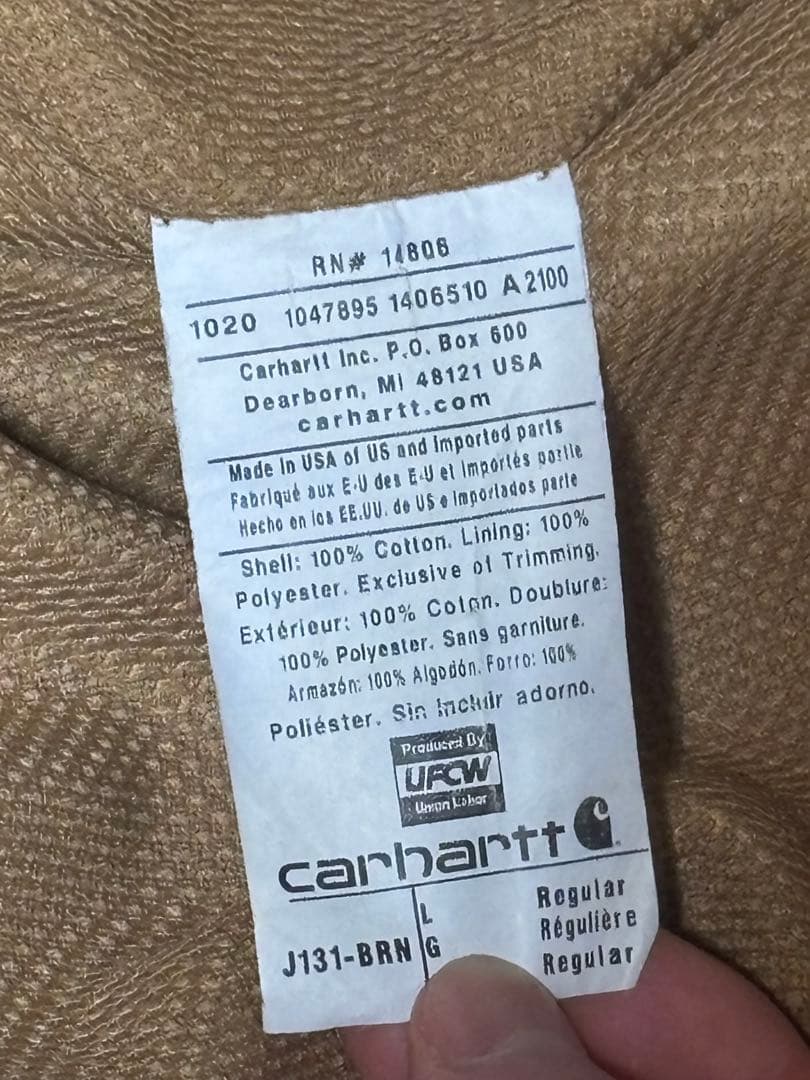 RN# 14806
1020 1047895 1406510 A 2100
Carhartt Inc. P.O. Box 600
Dearborn, MI 48121 USA
carhartt.com
Made in USA of US and Imported parts
Fabriqué aux E-U des E-U et importés partie
Hecho en los EE.UU. de US e Importados parte
Shell: 100% Cotton. Lining: 100%
Polyester. Exclusive of Trimming.
Extérieur: 100% Coton. Doublure:
100% Polyester. Sans garniture.
Armazón: 100% Algodón. Forro: 100%
Poliéster. Sin incluir adorno.
Produced By
UFCW
Union Labor
carhartt
J131-BRN
L Regular
G Régulière
Regular